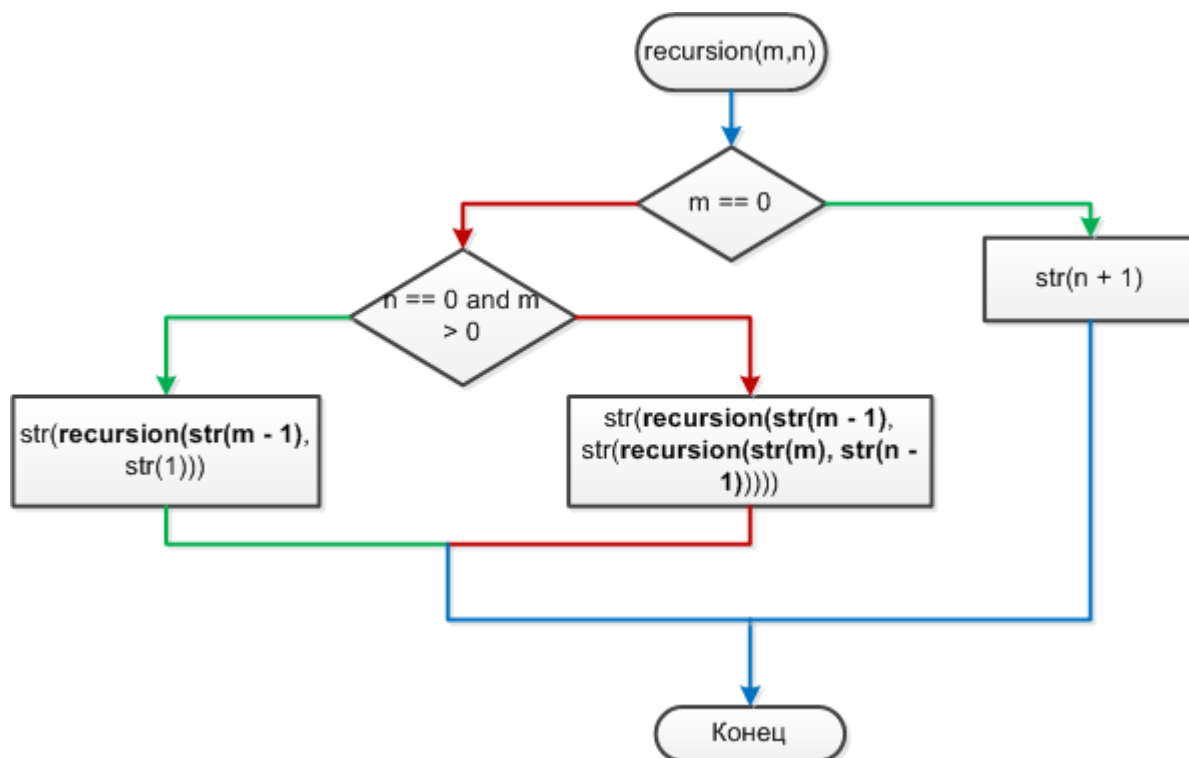 recursion(m,n)
m == 0
str(n + 1)
n == 0 and m
> 0
str(recursion(str(m - 1),
str(1)))
str(recursion(str(m - 1),
str(recursion(str(m), str(n -
1)))))
Конец